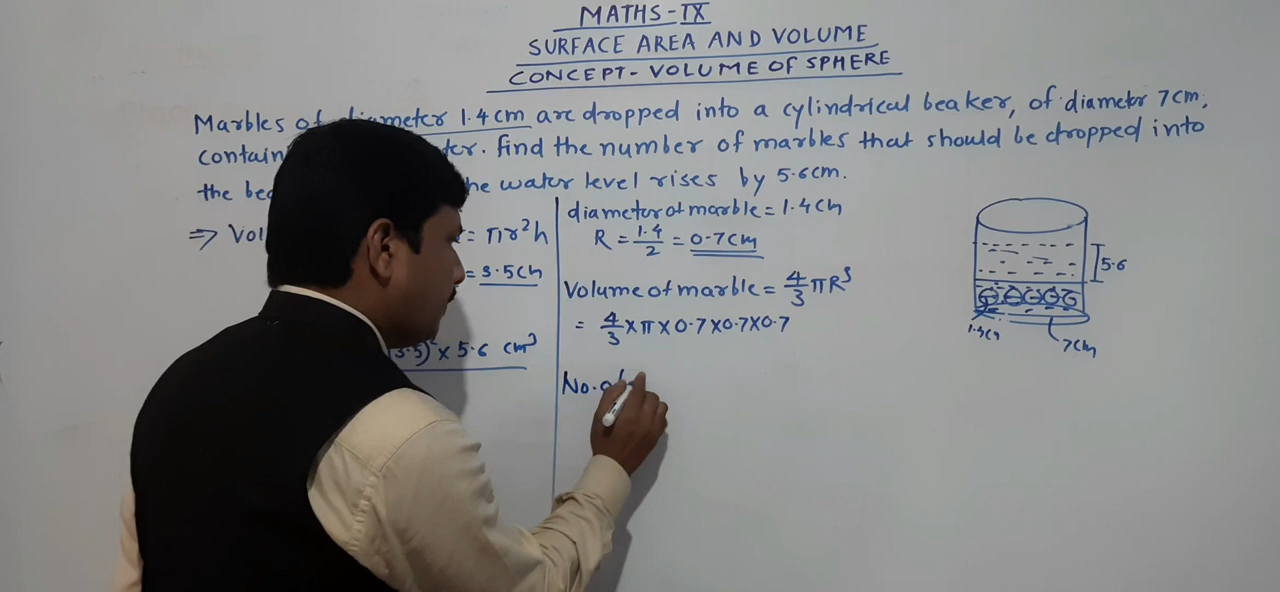 MATHS-IX
SURFACE AREA AND VOLUME
CONCEPT-VOLUME OF SPHERE
Marbles of diameter 1.4cm are dropped into a cylindrical beaker, of diameter 7cm,
contain find the number of marbles that should be dropped into
the water level rises by 5.6cm.
⇒ = πr²h
= 3.5cm
(3.5)² × 5.6 cm³
diameter of marble = 1.4cm
R = 1.4/2 = 0.7cm
Volume of marble = 4/3 πR³
= 4/3 × π × 0.7×0.7×0.7
No. of
5.6
1.4cm
7cm